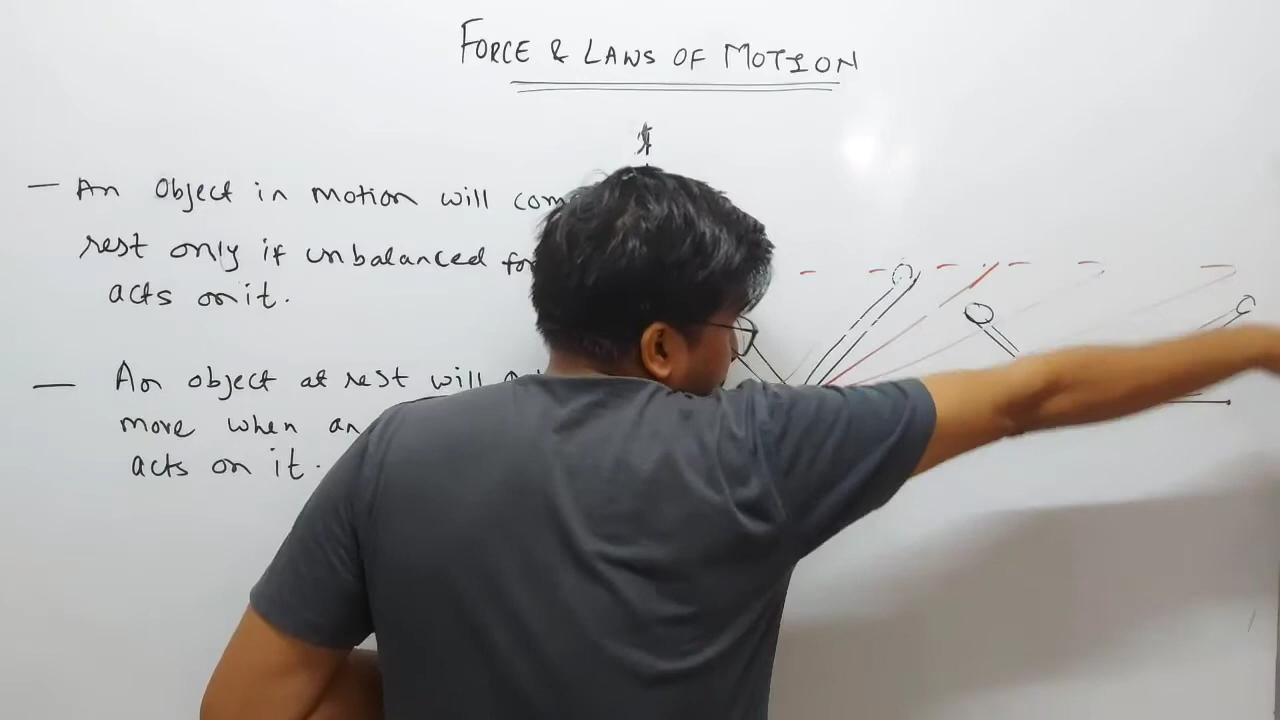 FORCE & LAWS OF MOTION
- An object in motion will com
rest only if unbalanced fo
acts on it.
- An object at rest will
move when an
acts on it.